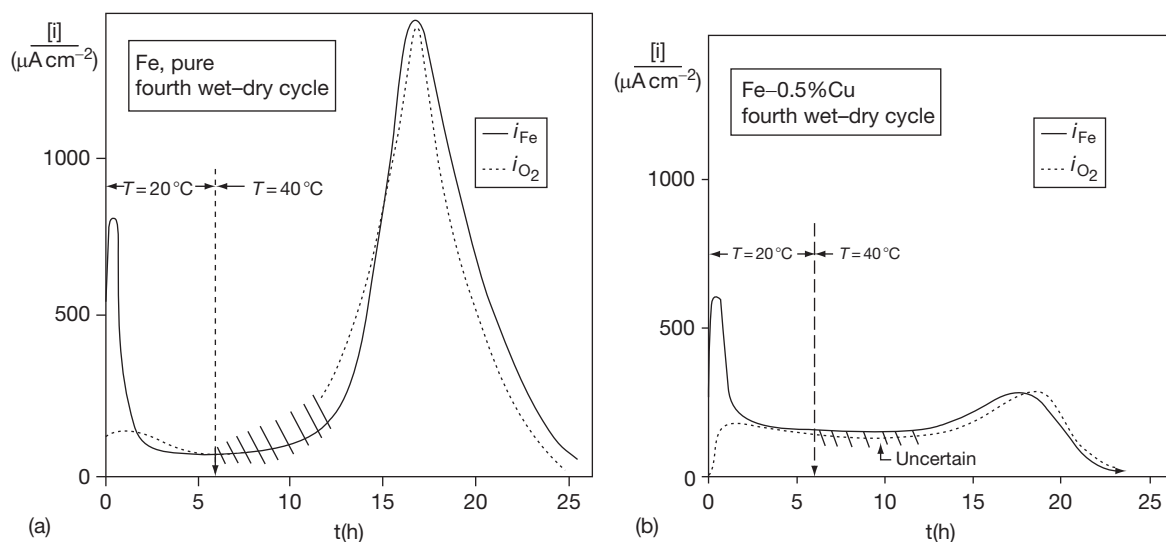 [i]
(μA cm⁻²)
Fe, pure
fourth wet–dry cycle
i_Fe
i_O₂
1000
T = 20 °C
T = 40 °C
500
0
0 5 10 15 20 25
(a)
t(h)
[i]
(μA cm⁻²)
Fe–0.5%Cu
fourth wet–dry cycle
i_Fe
i_O₂
1000
T = 20 °C
T = 40 °C
500
Uncertain
0
0 5 10 15 20 25
(b)
t(h)